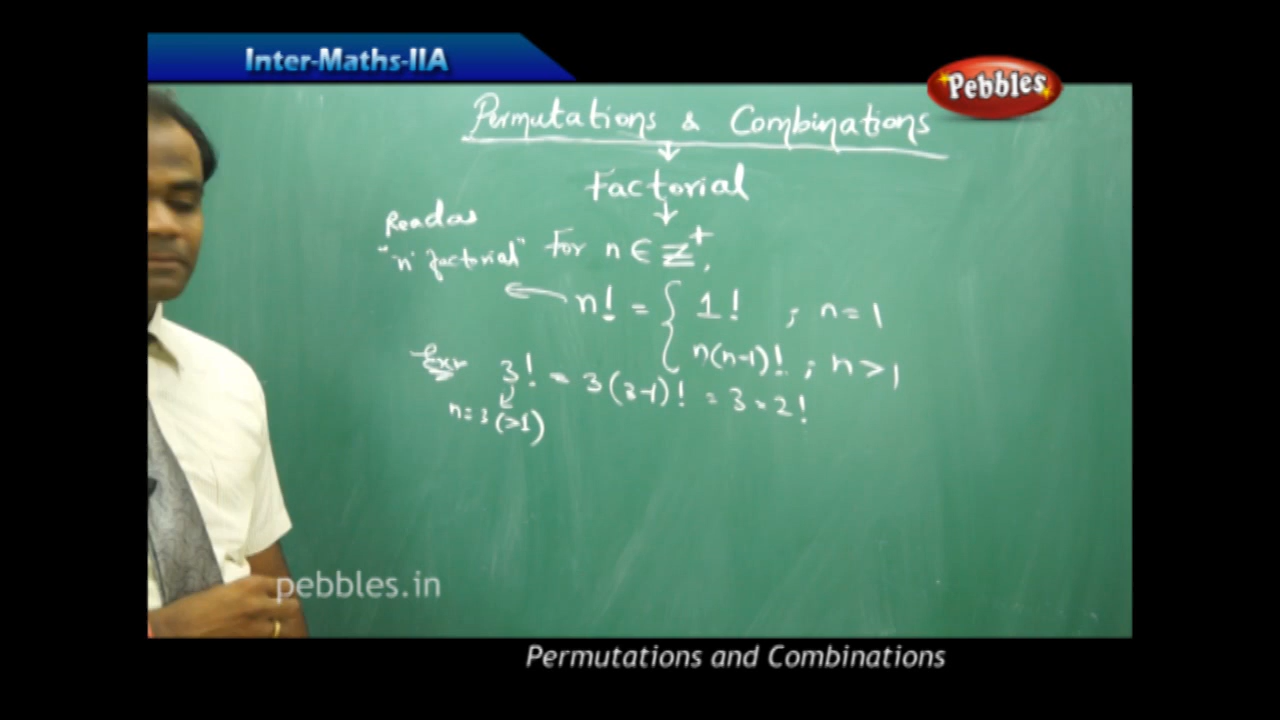 Inter-Maths-IIA
Pebbles
Permutations & Combinations
↓
Factorial
↓
Read as
"'n' factorial" For n ∈ Z⁺,
← n! = { 1! ; n = 1
n(n-1)! ; n > 1
Ex: 3! = 3(3-1)! = 3 × 2!
n = 3 (>1)
pebbles.in
Permutations and Combinations